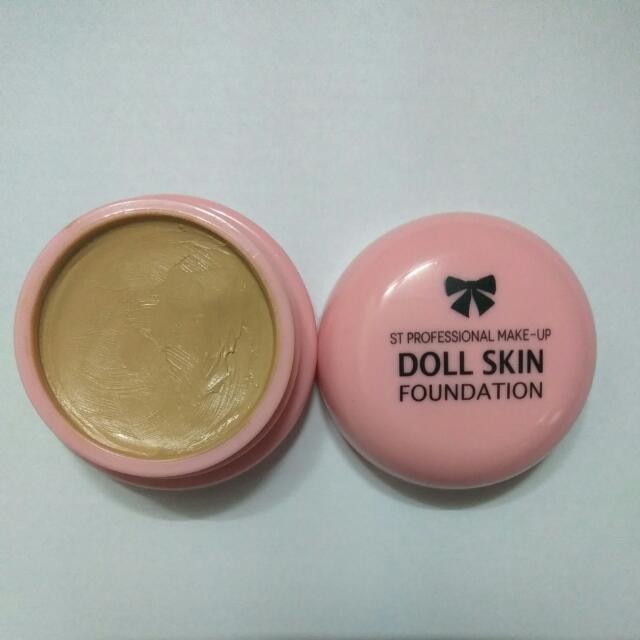 ST PROFESSIONAL MAKE-UP
DOLL SKIN
FOUNDATION